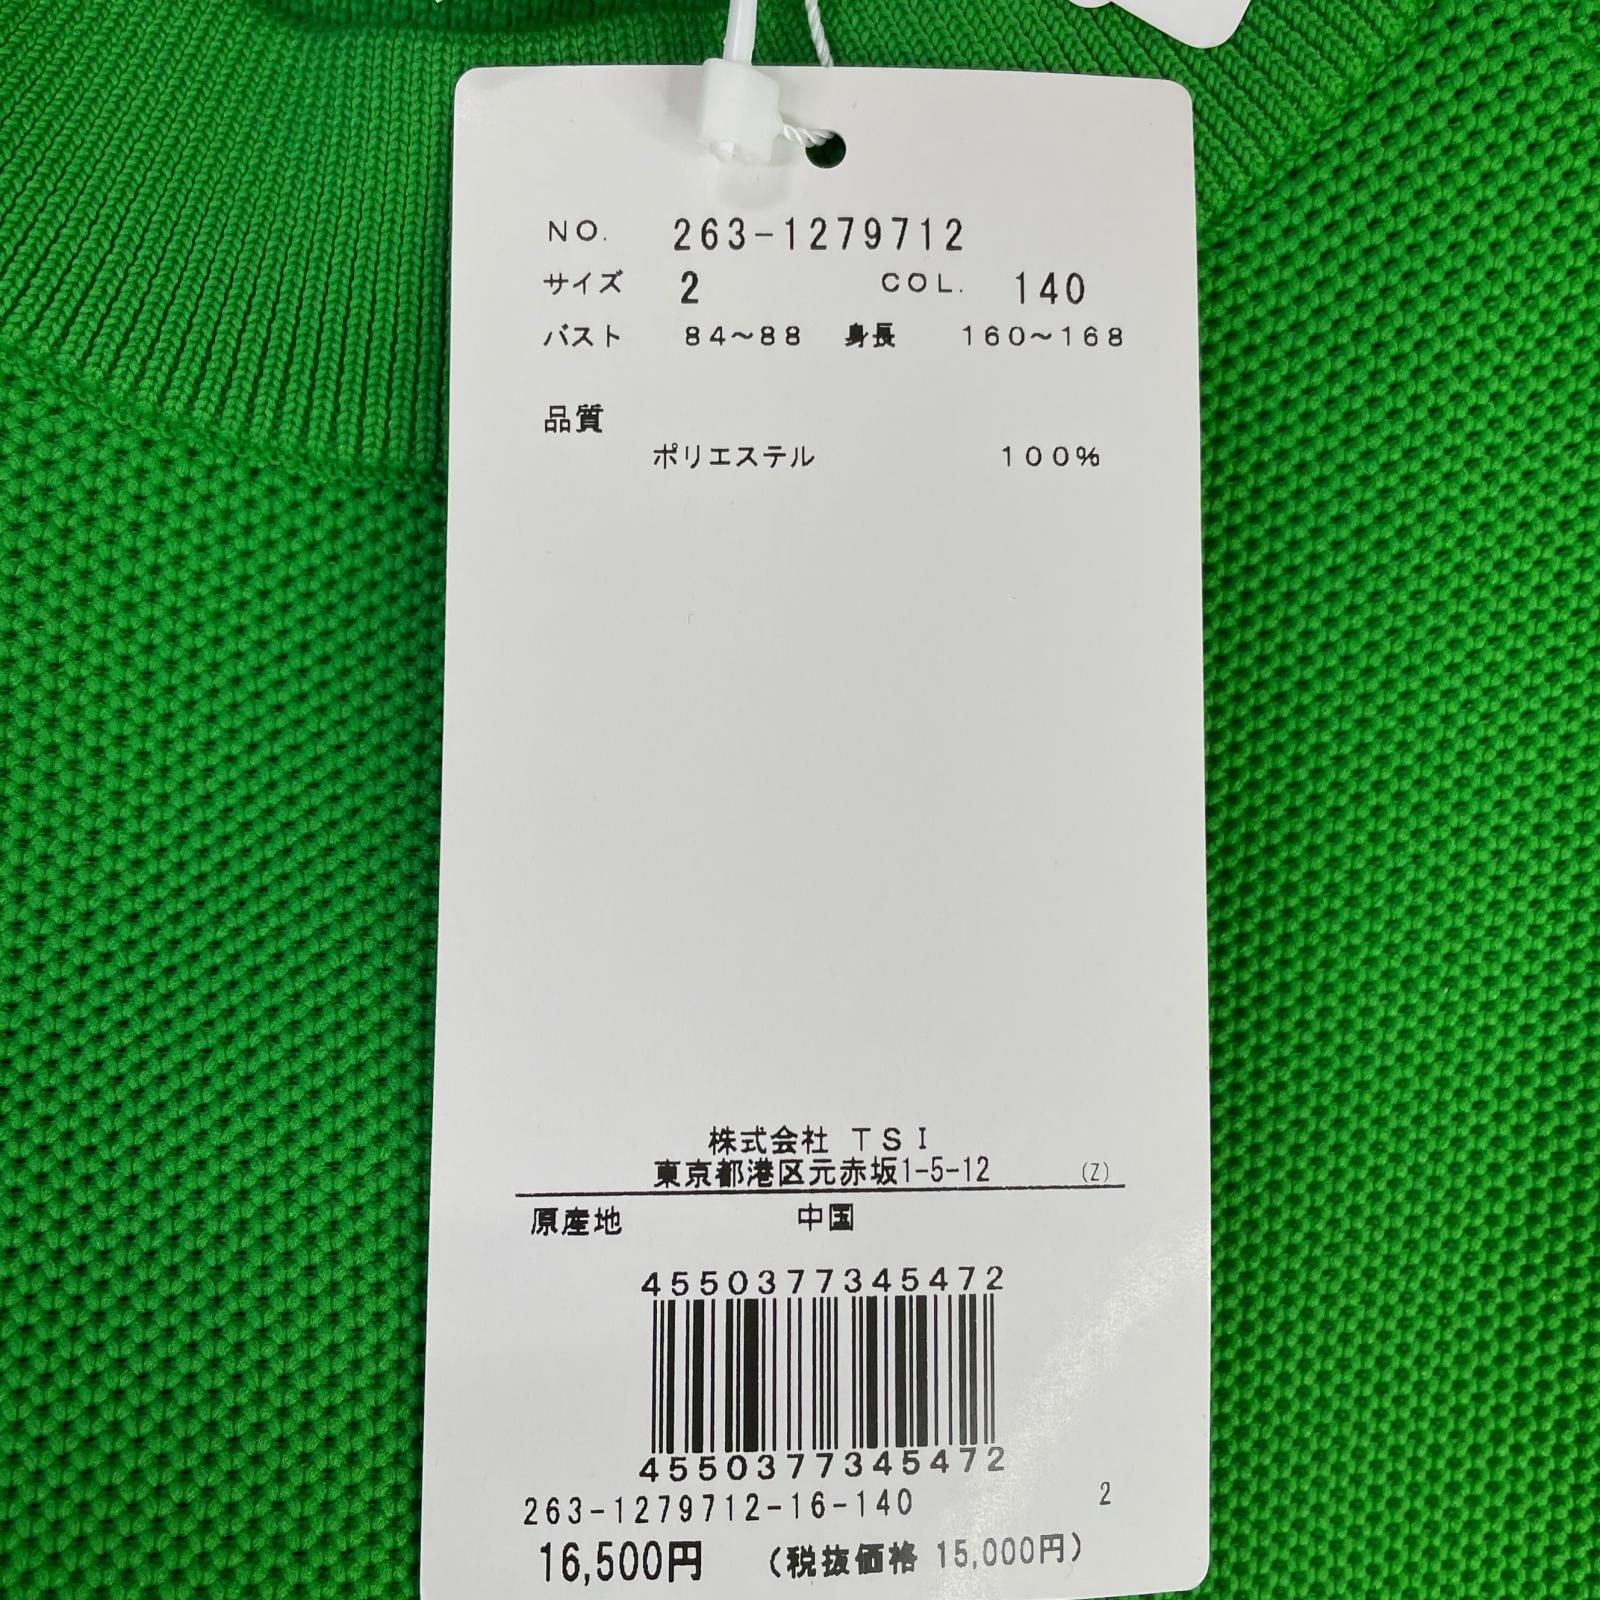 NO. 263-1279712
サイズ 2 COL. 140
バスト 84〜88 身長 160〜168
品質
ポリエステル 100%
株式会社 TSI
東京都港区元赤坂1-5-12 (Z)
原産地 中国
4550377345472
4550377345472
263-1279712-16-140 2
16,500円 (税抜価格 15,000円)